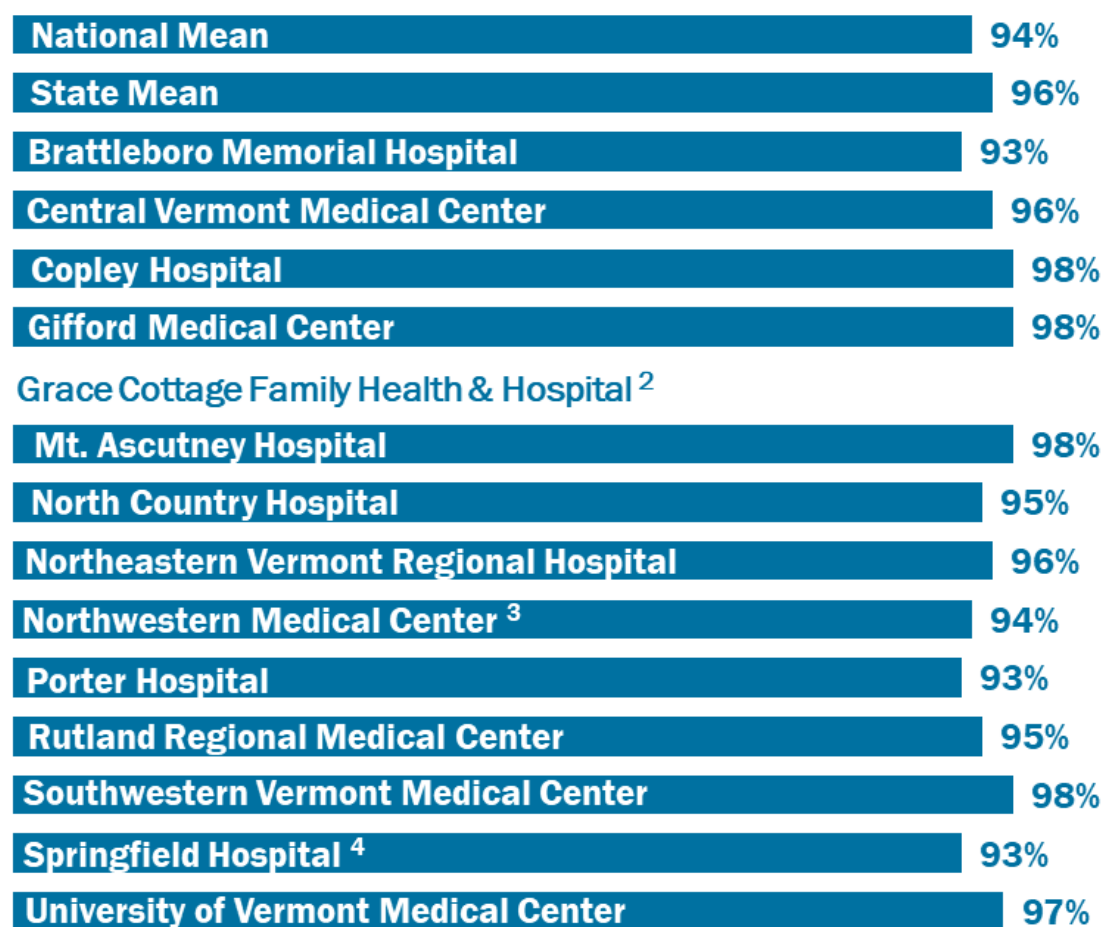 National Mean 94%
State Mean 96%
Brattleboro Memorial Hospital 93%
Central Vermont Medical Center 96%
Copley Hospital 98%
Gifford Medical Center 98%
Grace Cottage Family Health & Hospital 2
Mt. Ascutney Hospital 98%
North Country Hospital 95%
Northeastern Vermont Regional Hospital 96%
Northwestern Medical Center 3 94%
Porter Hospital 93%
Rutland Regional Medical Center 95%
Southwestern Vermont Medical Center 98%
Springfield Hospital 4 93%
University of Vermont Medical Center 97%